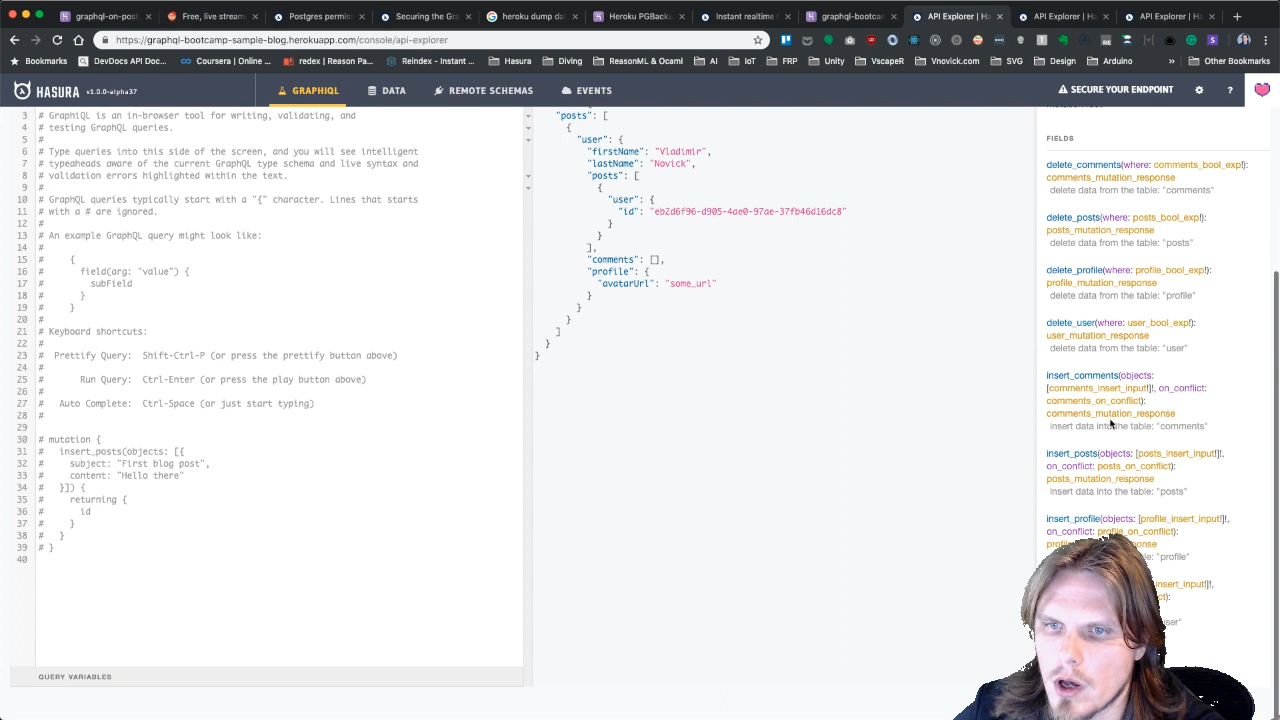 graphql-on-post
Free, live stream
Postgres permis
Securing the Gra
heroku dump da
Heroku PGBack
Instant realtime
graphql-bootcam
API Explorer | Ha
API Explorer | Ha
API Explorer | Ha
https://graphql-bootcamp-sample-blog.herokuapp.com/console/api-explorer
Bookmarks
DevDocs API Doc...
Coursera | Online ...
redex | Reason Pa...
Reindex - Instant ...
Hasura
Diving
ReasonML & Ocaml
AI
IoT
FRP
Unity
VscapeR
Vnovick.com
SVG
Design
Arduino
»
Other Bookmarks
HASURA v1.0.0-alpha37
GRAPHIQL
DATA
REMOTE SCHEMAS
EVENTS
SECURE YOUR ENDPOINT
?
3 # GraphiQL is an in-browser tool for writing, validating, and
4 # testing GraphQL queries.
5 #
6 # Type queries into this side of the screen, and you will see intelligent
7 # typeaheads aware of the current GraphQL type schema and live syntax and
8 # validation errors highlighted within the text.
9 #
10 # GraphQL queries typically start with a "{" character. Lines that starts
11 # with a # are ignored.
12 #
13 # An example GraphQL query might look like:
14 #
15 # {
16 # field(arg: "value") {
17 # subField
18 # }
19 # }
20 #
21 # Keyboard shortcuts:
22 #
23 # Prettify Query: Shift-Ctrl-P (or press the prettify button above)
24 #
25 # Run Query: Ctrl-Enter (or press the play button above)
26 #
27 # Auto Complete: Ctrl-Space (or just start typing)
28 #
29
30 # mutation {
31 # insert_posts(objects: [{
32 # subject: "First blog post",
33 # content: "Hello there"
34 # }]) {
35 # returning {
36 # id
37 # }
38 # }
39 # }
40
QUERY VARIABLES
"posts": [
{
"user": {
"firstName": "Vladimir",
"lastName": "Novick",
"posts": [
{
"user": {
"id": "eb2d6f96-d905-4ae0-97ae-37fb46d16dc8"
}
}
],
"comments": [],
"profile": {
"avatarUrl": "some_url"
}
}
}
]
}
}
FIELDS
delete_comments(where: comments_bool_exp!):
comments_mutation_response
delete data from the table: "comments"
delete_posts(where: posts_bool_exp!):
posts_mutation_response
delete data from the table: "posts"
delete_profile(where: profile_bool_exp!):
profile_mutation_response
delete data from the table: "profile"
delete_user(where: user_bool_exp!):
user_mutation_response
delete data from the table: "user"
insert_comments(objects:
[comments_insert_input!]!, on_conflict:
comments_on_conflict):
comments_mutation_response
insert data into the table: "comments"
insert_posts(objects: [posts_insert_input!]!,
on_conflict: posts_on_conflict):
posts_mutation_response
insert data into the table: "posts"
insert_profile(objects: [profile_insert_input!]!,
on_conflict: profile_on_conflict):
"profile"
insert_input!]!,